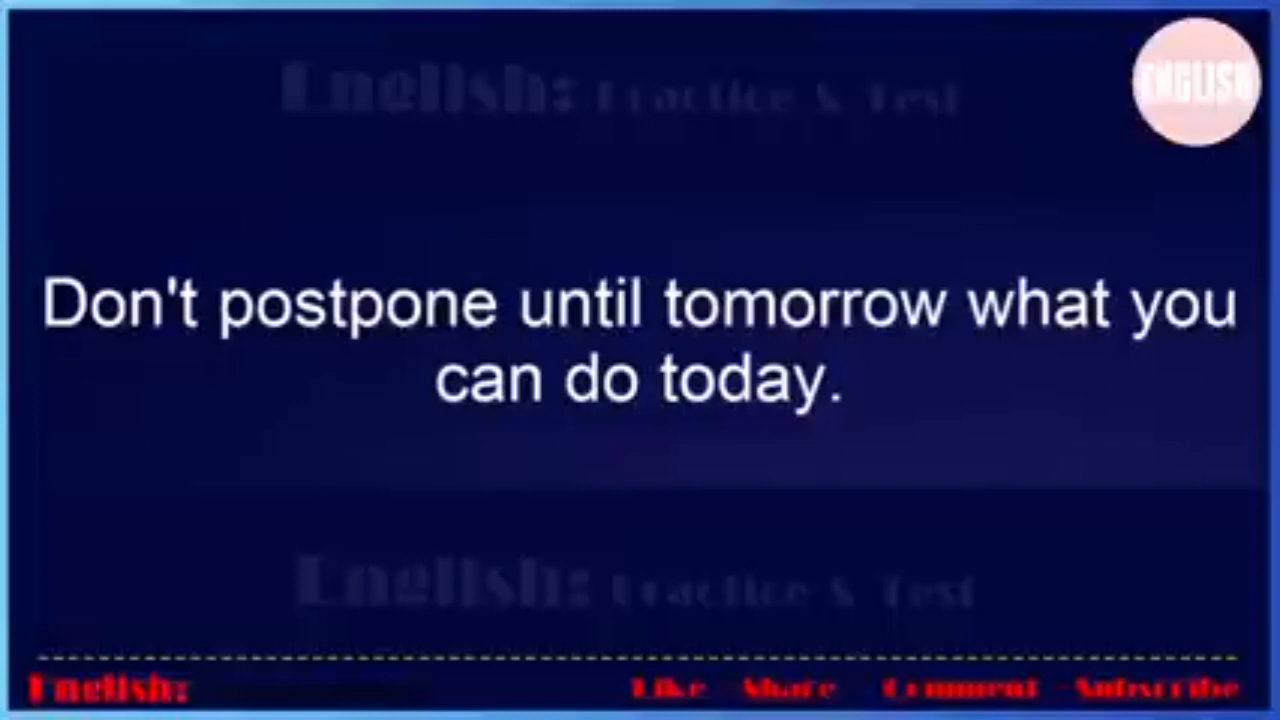 ENGLISH
English: Practice & Test
Don't postpone until tomorrow what you
can do today.
English: Practice & Test
English:
Like Share Comment Subscribe